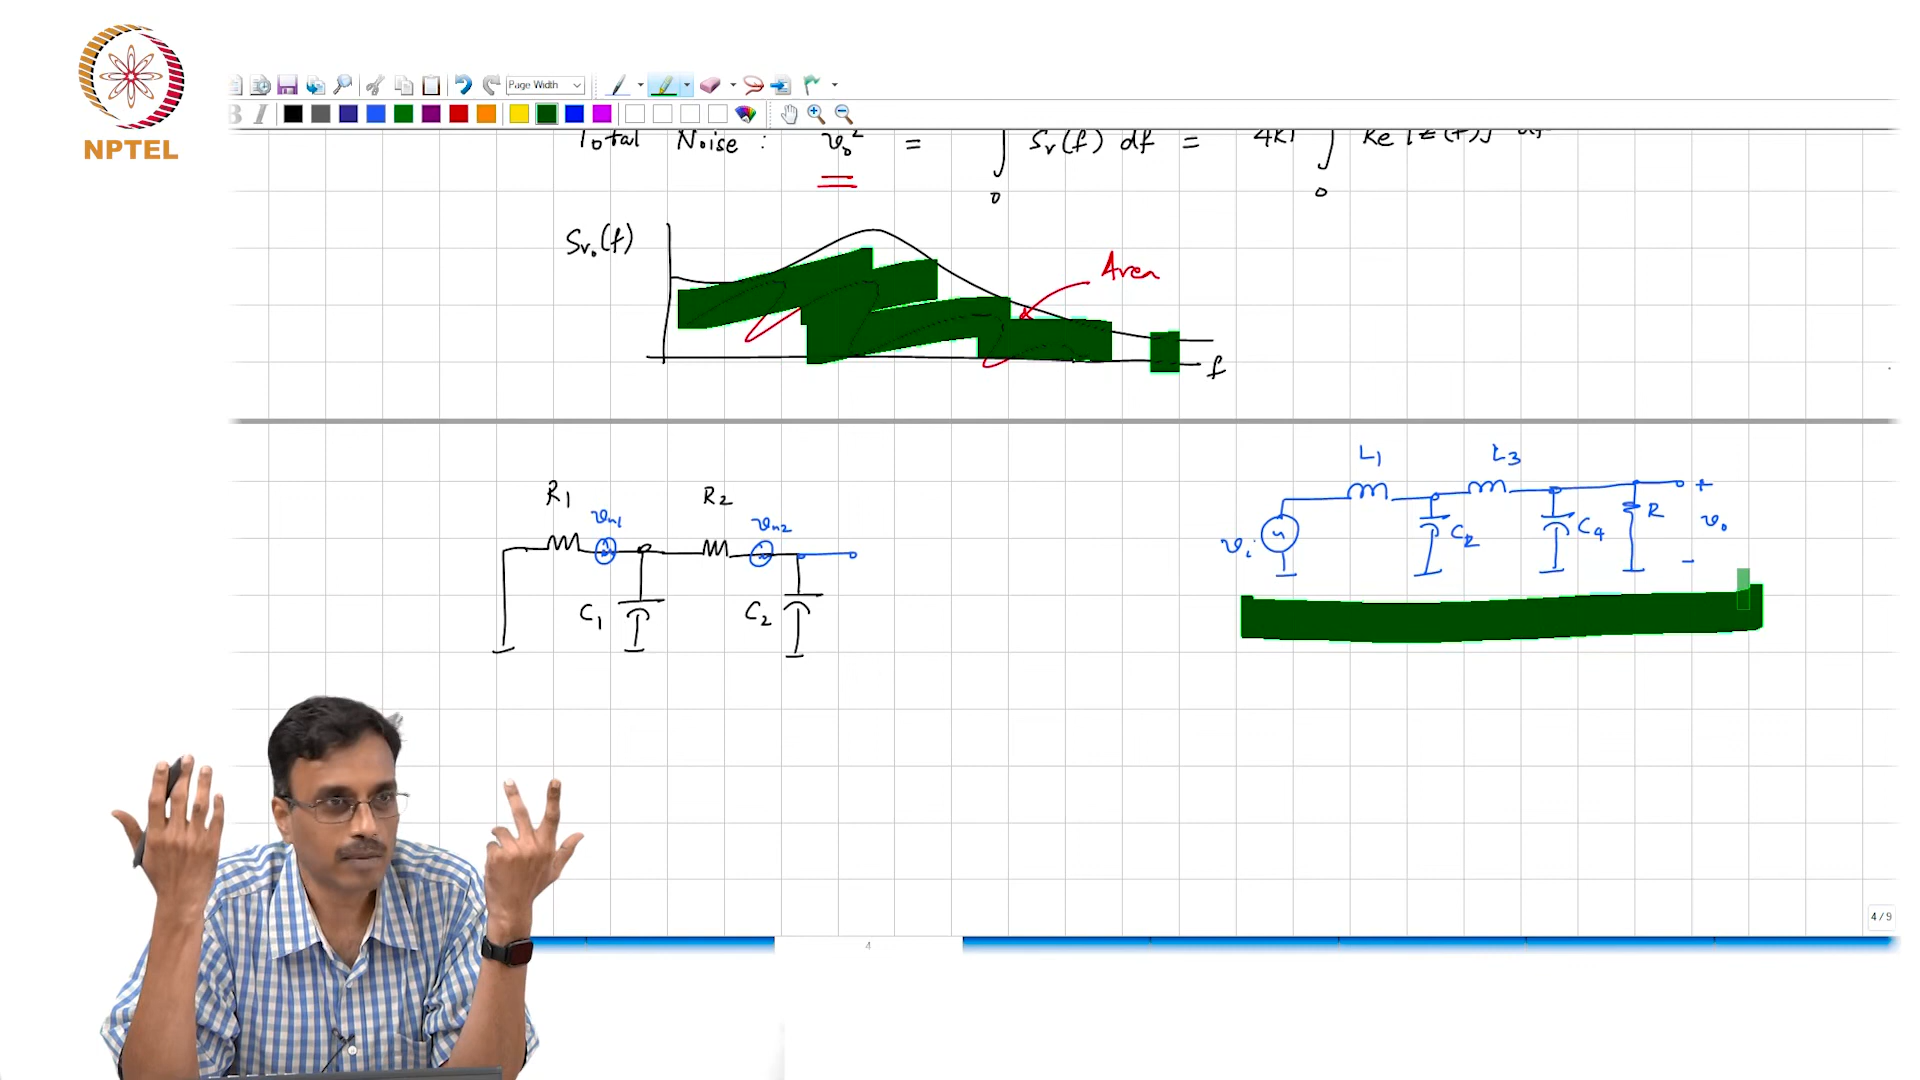 NPTEL
Page Width
B I
Total Noise : v₀² = ∫ Sv(f) df = 4kT ∫ Re{Z(f)} df
0 0
Sv₀(f)
Area
f
L1 L3
R1 R2
vn1 vn2
vi C2 C4 R + v₀ -
C1 C2
4/9
4